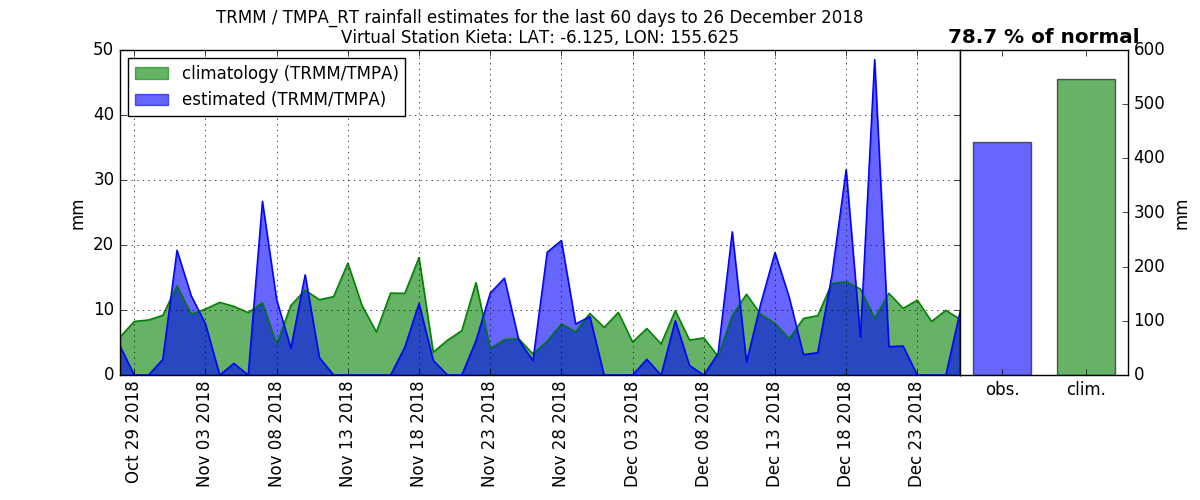 TRMM / TMPA_RT rainfall estimates for the last 60 days to 26 December 2018
Virtual Station Kieta: LAT: -6.125, LON: 155.625
78.7 % of normal
climatology (TRMM/TMPA)
estimated (TRMM/TMPA)
50
40
30
20
10
0
mm
Oct 29 2018
Nov 03 2018
Nov 08 2018
Nov 13 2018
Nov 18 2018
Nov 23 2018
Nov 28 2018
Dec 03 2018
Dec 08 2018
Dec 13 2018
Dec 18 2018
Dec 23 2018
obs.
clim.
600
500
400
300
200
100
0
mm